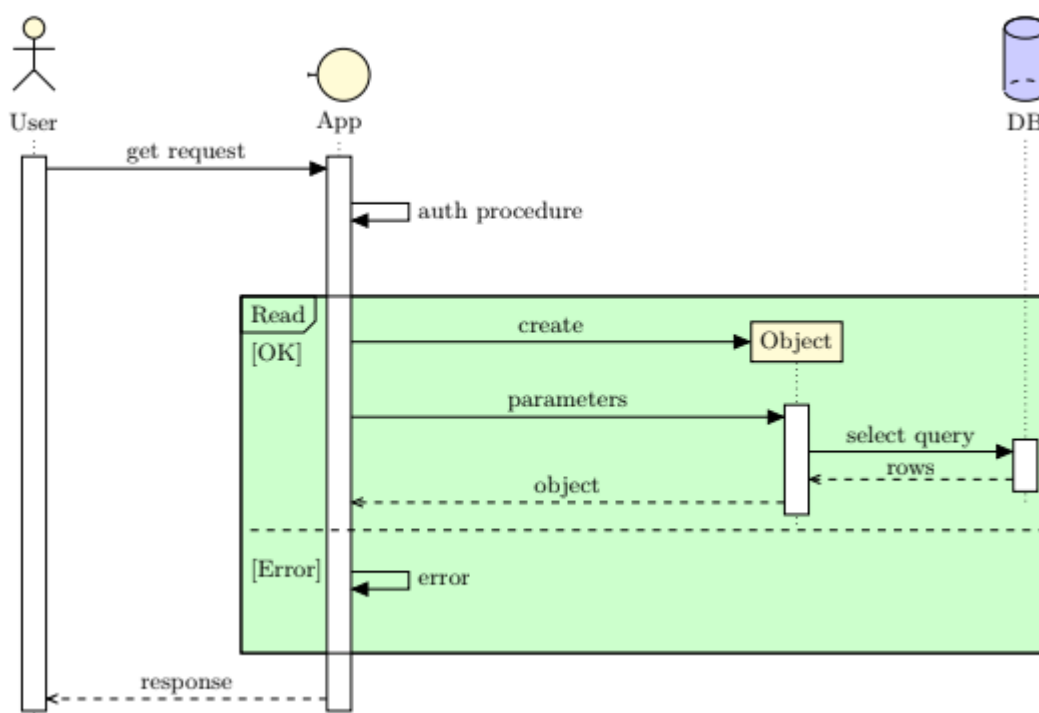 User
App
DB
get request
auth procedure
Read
create
Object
[OK]
parameters
select query
rows
object
[Error]
error
response